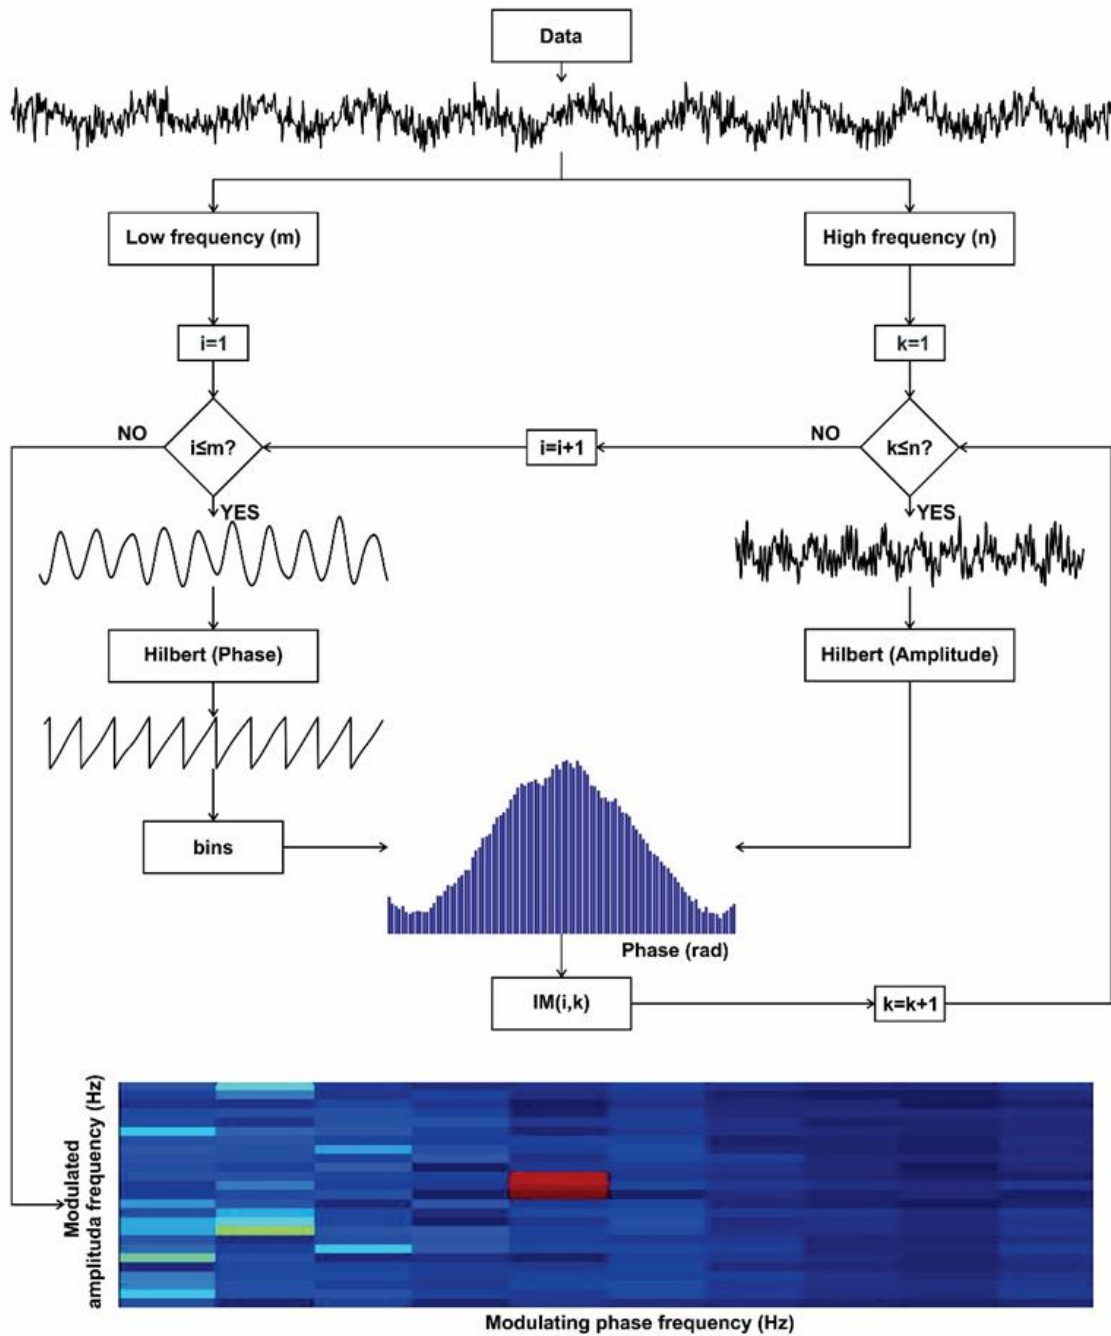 Data
Low frequency (m)
High frequency (n)
i=1
k=1
NO
i≤m?
i=i+1
NO
k≤n?
YES
YES
Hilbert (Phase)
Hilbert (Amplitude)
bins
Phase (rad)
IM(i,k)
k=k+1
Modulated
amplituda frequency (Hz)
Modulating phase frequency (Hz)